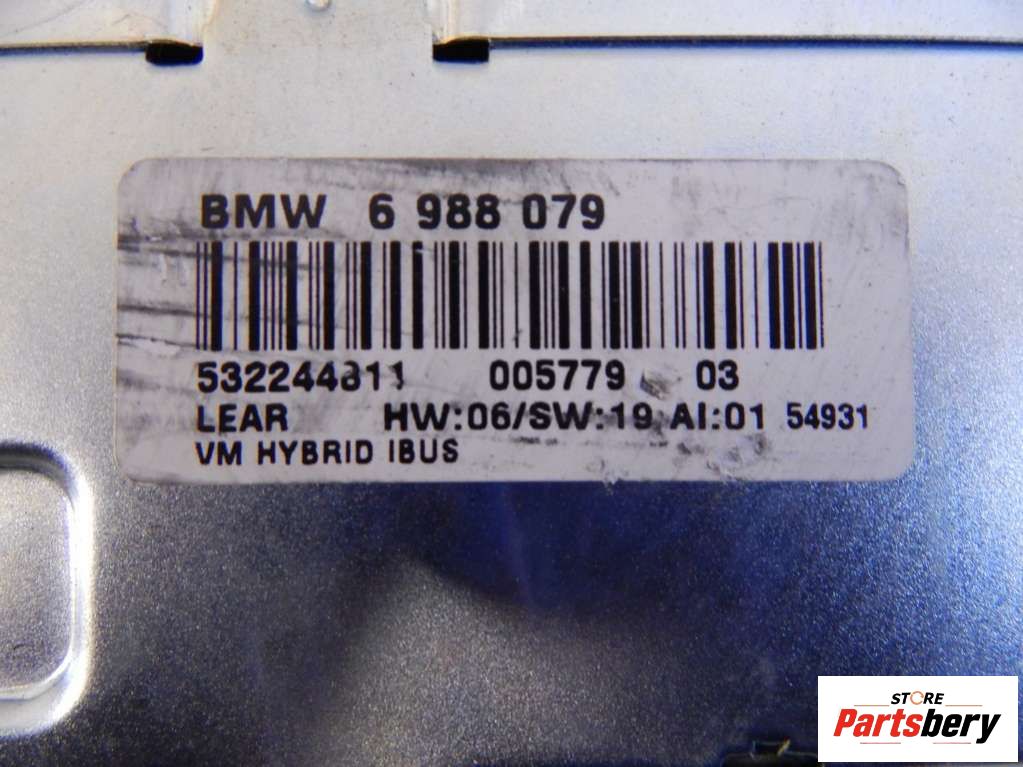 BMW 6 988 079
532244811 005779 03
LEAR HW:06/SW:19 AI:01 54931
VM HYBRID IBUS
STORE
Partsbery